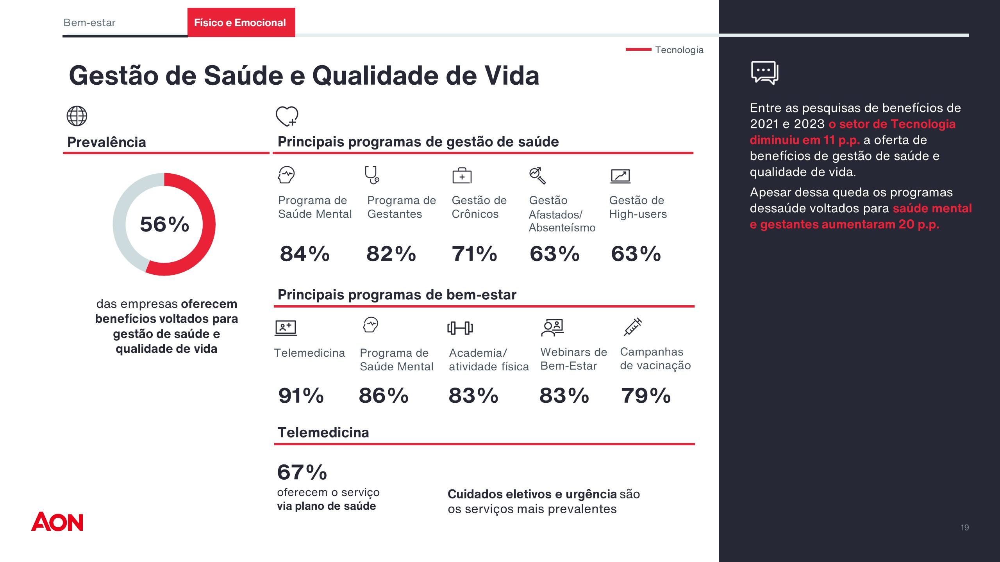 Bem-estar
Físico e Emocional
Tecnologia
Gestão de Saúde e Qualidade de Vida
Prevalência
56%
das empresas oferecem
benefícios voltados para
gestão de saúde e
qualidade de vida
Principais programas de gestão de saúde
Programa de
Saúde Mental
84%
Programa de
Gestantes
82%
Gestão de
Crônicos
71%
Gestão
Afastados/
Absenteísmo
63%
Gestão de
High-users
63%
Principais programas de bem-estar
Telemedicina
91%
Programa de
Saúde Mental
86%
Academia/
atividade física
83%
Webinars de
Bem-Estar
83%
Campanhas
de vacinação
79%
Telemedicina
67%
oferecem o serviço
via plano de saúde
Cuidados eletivos e urgência são
os serviços mais prevalentes
Entre as pesquisas de benefícios de
2021 e 2023 o setor de Tecnologia
diminuiu em 11 p.p. a oferta de
benefícios de gestão de saúde e
qualidade de vida.
Apesar dessa queda os programas
dessaúde voltados para saúde mental
e gestantes aumentaram 20 p.p.
AON
19